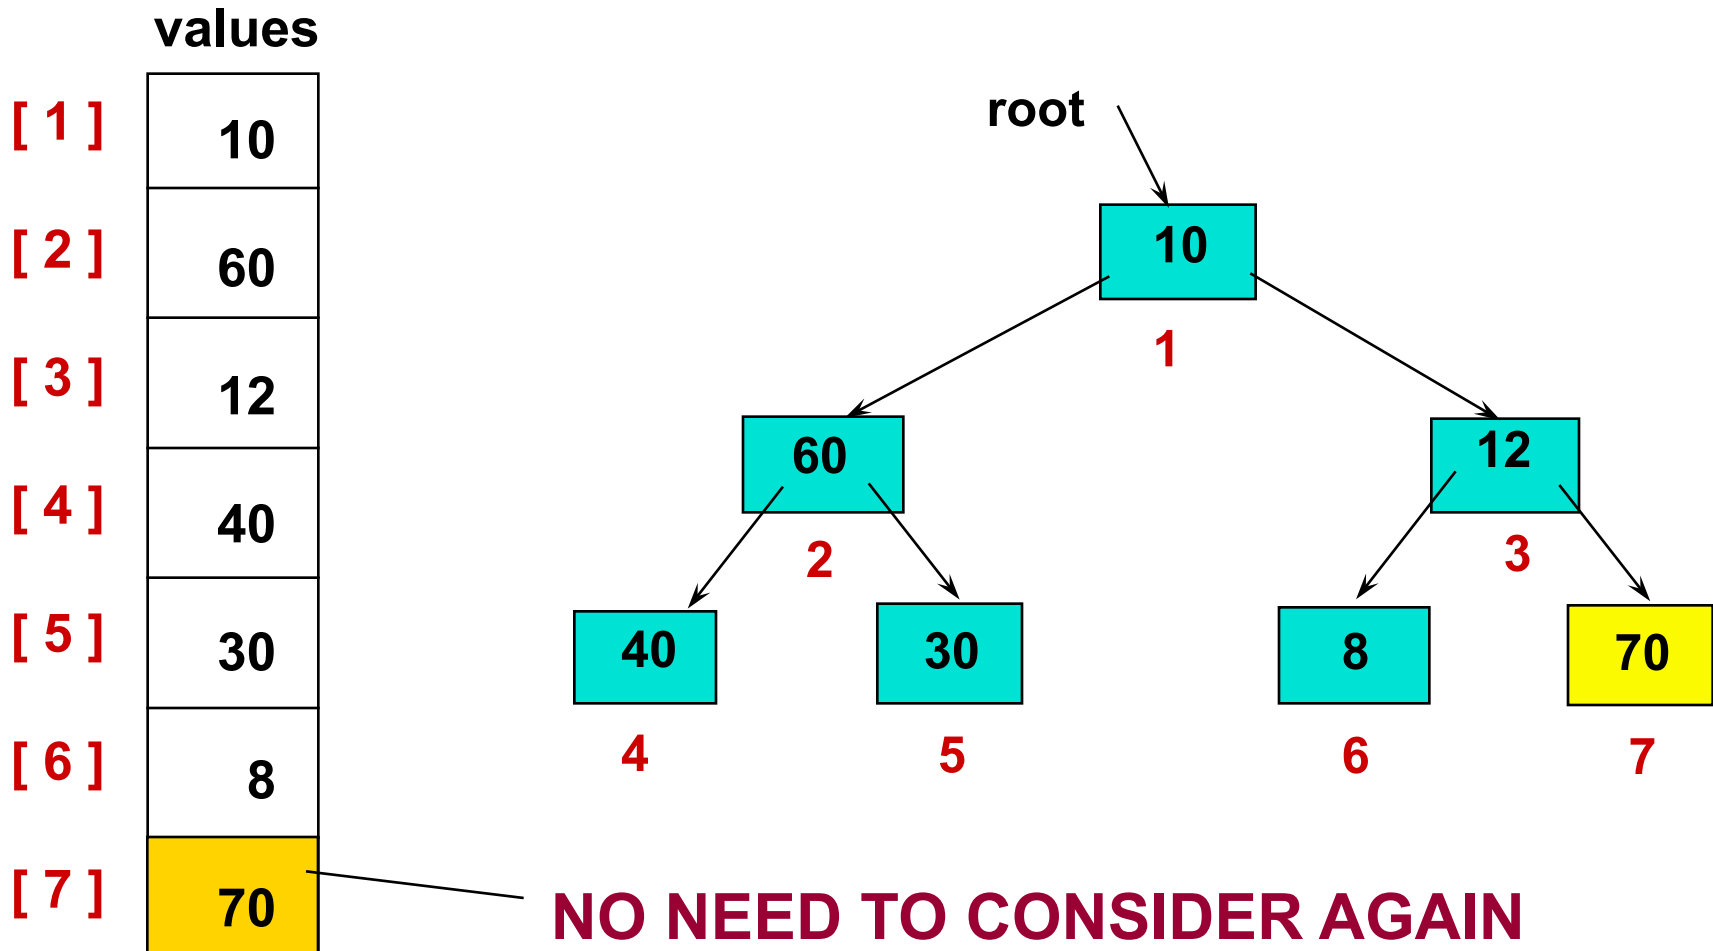 values
[ 1 ] 10
[ 2 ] 60
[ 3 ] 12
[ 4 ] 40
[ 5 ] 30
[ 6 ] 8
[ 7 ] 70
root
10
1
60 12
2 3
40 30 8 70
4 5 6 7
NO NEED TO CONSIDER AGAIN